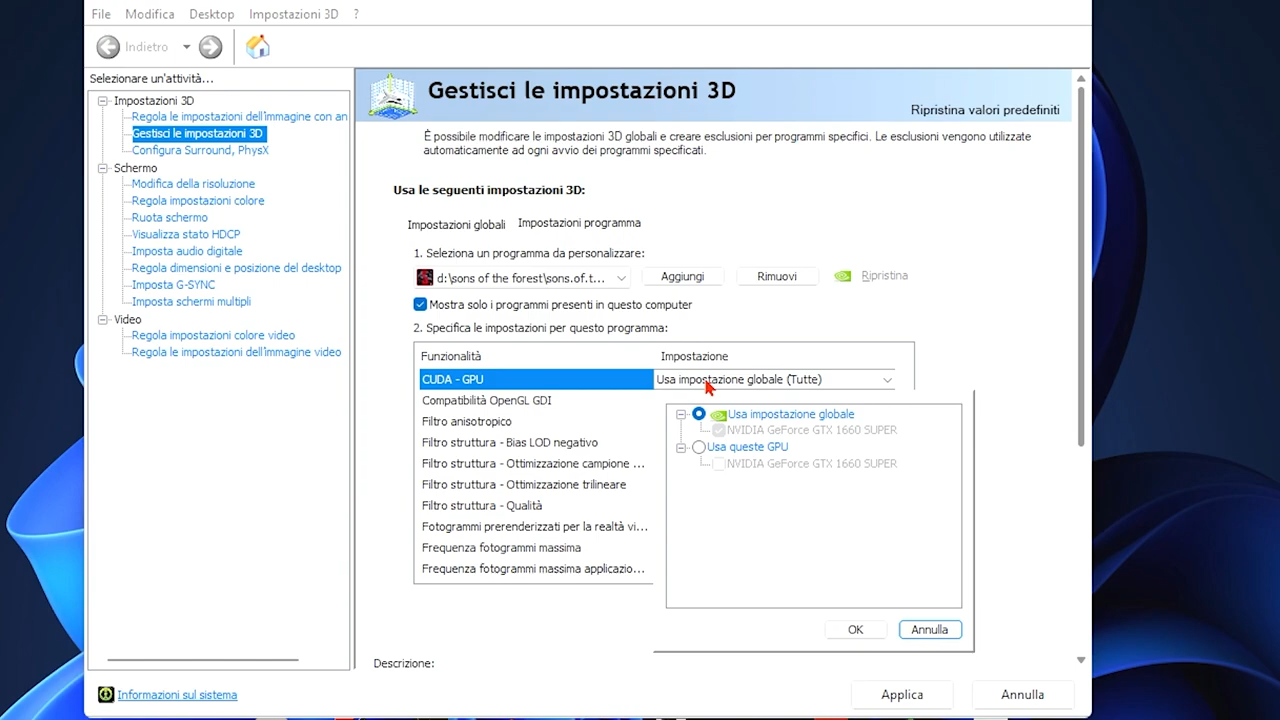 File Modifica Desktop Impostazioni 3D ?
Indietro
Selezionare un'attività...
Impostazioni 3D
Regola le impostazioni dell'immagine con an
Gestisci le impostazioni 3D
Configura Surround, PhysX
Schermo
Modifica della risoluzione
Regola impostazioni colore
Ruota schermo
Visualizza stato HDCP
Imposta audio digitale
Regola dimensioni e posizione del desktop
Imposta G-SYNC
Imposta schermi multipli
Video
Regola impostazioni colore video
Regola le impostazioni dell'immagine video
Informazioni sul sistema
Gestisci le impostazioni 3D
Ripristina valori predefiniti
È possibile modificare le impostazioni 3D globali e creare esclusioni per programmi specifici. Le esclusioni vengono utilizzate
automaticamente ad ogni avvio dei programmi specificati.
Usa le seguenti impostazioni 3D:
Impostazioni globali Impostazioni programma
1. Seleziona un programma da personalizzare:
d:\sons of the forest\sons.of.t... Aggiungi Rimuovi Ripristina
Mostra solo i programmi presenti in questo computer
2. Specifica le impostazioni per questo programma:
Funzionalità Impostazione
CUDA - GPU Usa impostazione globale (Tutte)
Compatibilità OpenGL GDI
Filtro anisotropico
Filtro struttura - Bias LOD negativo
Filtro struttura - Ottimizzazione campione ...
Filtro struttura - Ottimizzazione trilineare
Filtro struttura - Qualità
Fotogrammi prerenderizzati per la realtà vi...
Frequenza fotogrammi massima
Frequenza fotogrammi massima applicazio...
Usa impostazione globale
NVIDIA GeForce GTX 1660 SUPER
Usa queste GPU
NVIDIA GeForce GTX 1660 SUPER
OK Annulla
Descrizione:
Applica Annulla